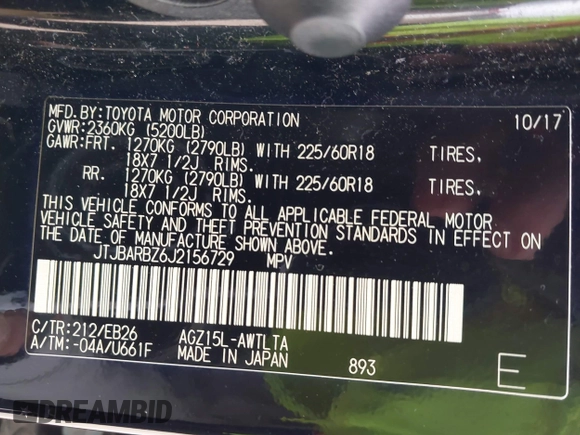 MFD.BY:TOYOTA MOTOR CORPORATION 10/17
GVWR:2360KG (5200LB)
GAWR:FRT. 1270KG (2790LB) WITH 225/60R18 TIRES,
18X7 1/2J RIMS.
RR. 1270KG (2790LB) WITH 225/60R18 TIRES,
18X7 1/2J RIMS.
THIS VEHICLE CONFORMS TO ALL APPLICABLE FEDERAL MOTOR
VEHICLE SAFETY AND THEFT PREVENTION STANDARDS IN EFFECT ON
THE DATE OF MANUFACTURE SHOWN ABOVE.
JTJBARBZ6J2156729 MPV
C/TR:212/EB26 AGZ15L-AWTLTA
A/TM:-04A/U661F MADE IN JAPAN 893 E
DREAMBID